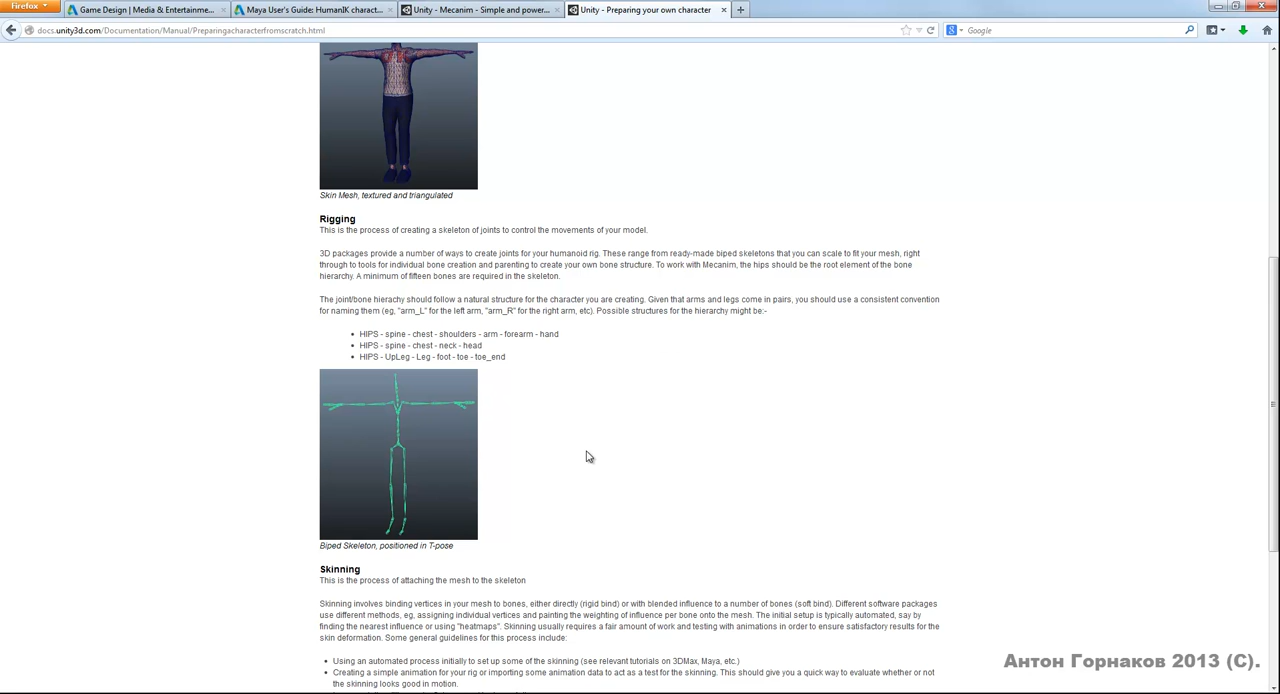 Firefox
Game Design | Media & Entertainme...
Maya User's Guide: HumanIK charact...
Unity - Mecanim - Simple and power...
Unity - Preparing your own character
docs.unity3d.com/Documentation/Manual/Preparingacharacterfromscratch.html
Google
Skin Mesh, textured and triangulated
Rigging
This is the process of creating a skeleton of joints to control the movements of your model.
3D packages provide a number of ways to create joints for your humanoid rig. These range from ready-made biped skeletons that you can scale to fit your mesh, right
through to tools for individual bone creation and parenting to create your own bone structure. To work with Mecanim, the hips should be the root element of the bone
hierarchy. A minimum of fifteen bones are required in the skeleton.
The joint/bone hierachy should follow a natural structure for the character you are creating. Given that arms and legs come in pairs, you should use a consistent convention
for naming them (eg, "arm_L" for the left arm, "arm_R" for the right arm, etc). Possible structures for the hierarchy might be:-
• HIPS - spine - chest - shoulders - arm - forearm - hand
• HIPS - spine - chest - neck - head
• HIPS - UpLeg - Leg - foot - toe - toe_end
Biped Skeleton, positioned in T-pose
Skinning
This is the process of attaching the mesh to the skeleton
Skinning involves binding vertices in your mesh to bones, either directly (rigid bind) or with blended influence to a number of bones (soft bind). Different software packages
use different methods, eg, assigning individual vertices and painting the weighting of influence per bone onto the mesh. The initial setup is typically automated, say by
finding the nearest influence or using "heatmaps". Skinning usually requires a fair amount of work and testing with animations in order to ensure satisfactory results for the
skin deformation. Some general guidelines for this process include:
• Using an automated process initially to set up some of the skinning (see relevant tutorials on 3DMax, Maya, etc.)
• Creating a simple animation for your rig or importing some animation data to act as a test for the skinning. This should give you a quick way to evaluate whether or not
the skinning looks good in motion.
Антон Горнаков 2013 (С).